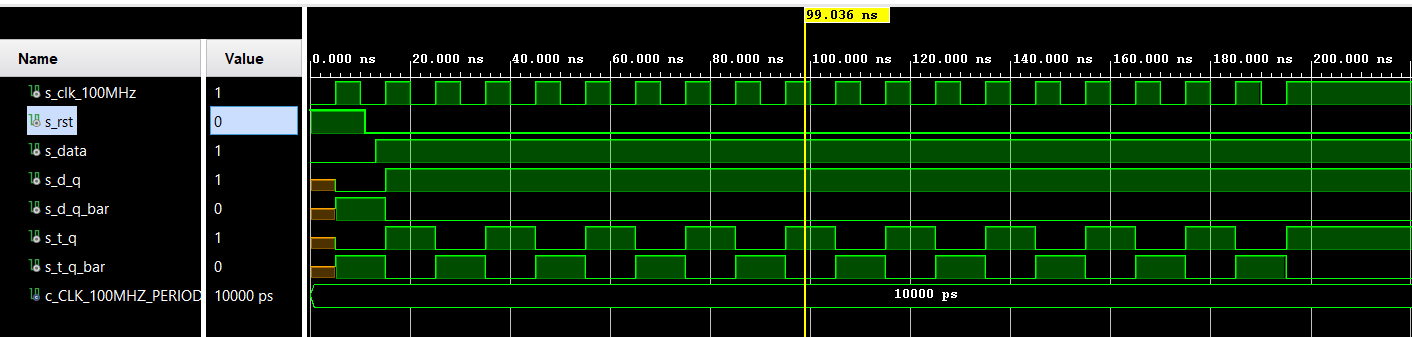 99.036 ns
Name Value
0.000 ns 20.000 ns 40.000 ns 60.000 ns 80.000 ns 100.000 ns 120.000 ns 140.000 ns 160.000 ns 180.000 ns 200.000 ns
s_clk_100MHz 1
s_rst 0
s_data 1
s_d_q 1
s_d_q_bar 0
s_t_q 1
s_t_q_bar 0
c_CLK_100MHZ_PERIOD 10000 ps 10000 ps